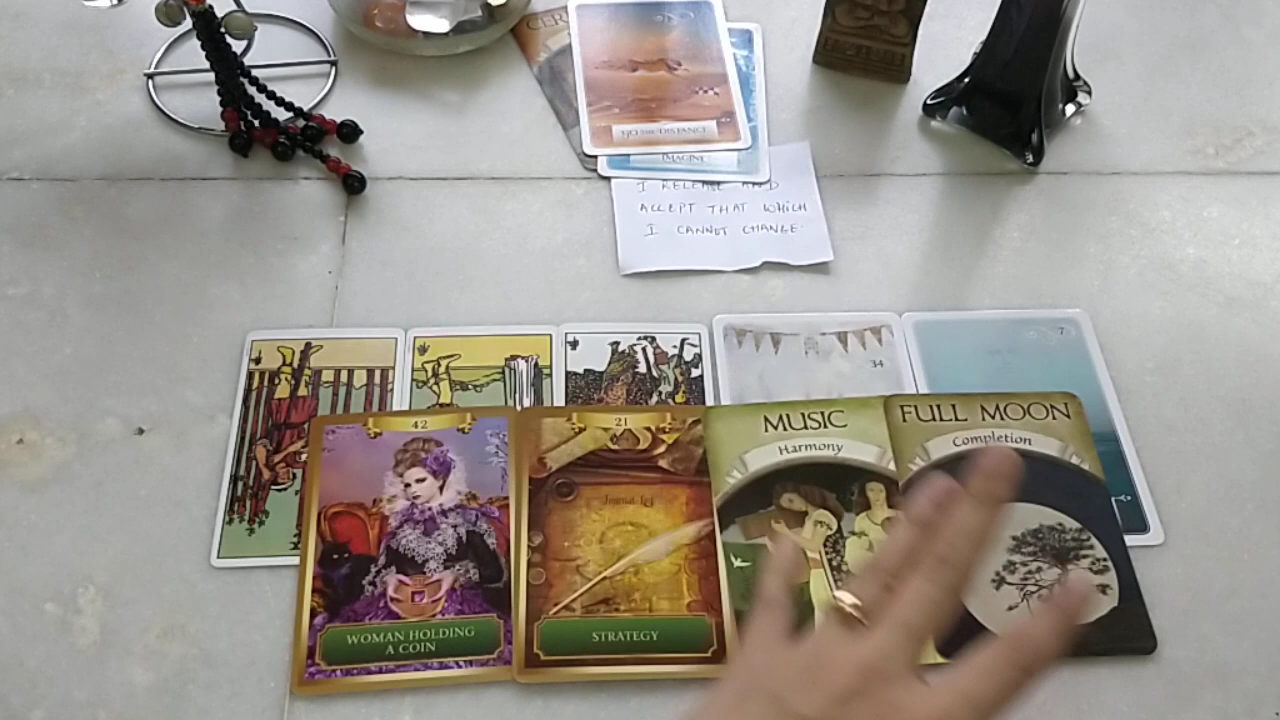 CER
GO THE DISTANCE
IMAGINE
I RELEASE AND
ACCEPT THAT WHICH
I CANNOT CHANGE
34
7
42
WOMAN HOLDING
A COIN
21
STRATEGY
MUSIC
Harmony
FULL MOON
Completion